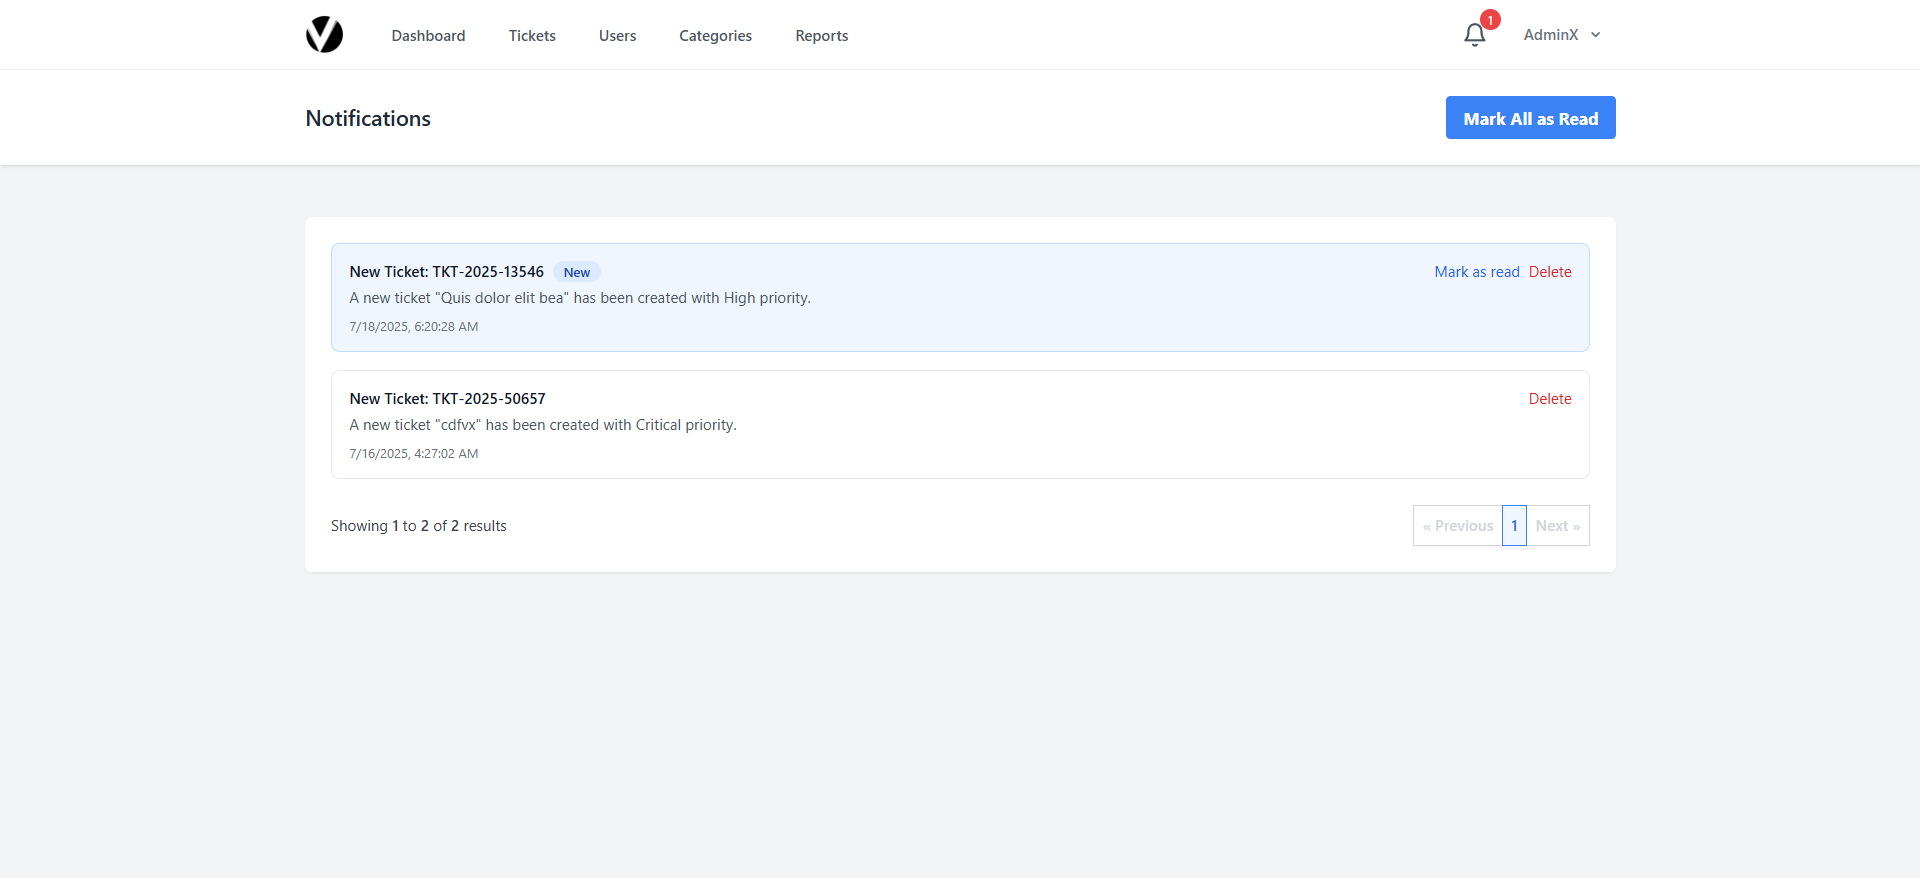 Dashboard Tickets Users Categories Reports 1 AdminX
Notifications Mark All as Read
New Ticket: TKT-2025-13546 New Mark as read Delete
A new ticket "Quis dolor elit bea" has been created with High priority.
7/18/2025, 6:20:28 AM
New Ticket: TKT-2025-50657 Delete
A new ticket "cdfvx" has been created with Critical priority.
7/16/2025, 4:27:02 AM
Showing 1 to 2 of 2 results « Previous 1 Next »